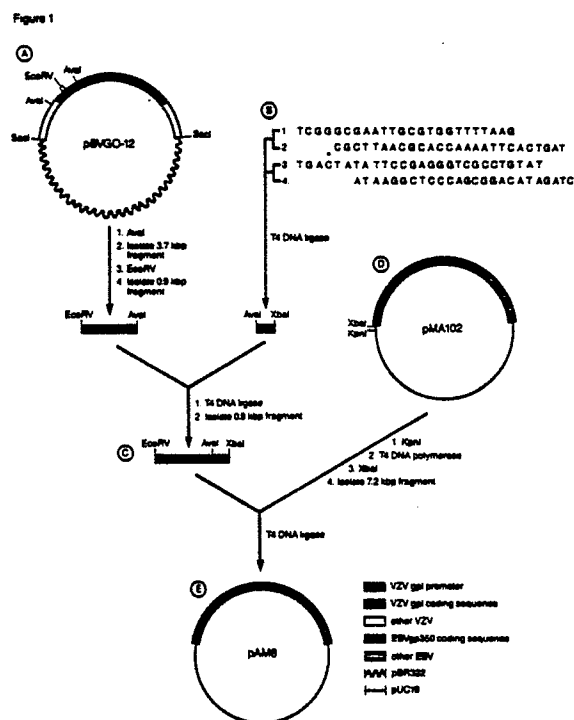 Figure 1
A
EcoRV
AvaI
AvaI
SacI
SacI
pBVGO-12
B
1 TCGGGCGAATTGCGTGGTTTTAAG
2 CGCTTAACGCACCAAAATTCACTGAT
3 TGACTATATTCCGAGGGTCGCCTGTAT
4. ATAAGGCTCCCAGCGGACATAGATC
1. AvaI
2. Isolate 3.7 kbp
fragment
3. EcoRV
4. Isolate 0.9 kbp
fragment
T4 DNA ligase
D
XbaI
KpnI
pMA102
EcoRV AvaI
AvaI XbaI
1. T4 DNA ligase
2. Isolate 0.9 kbp fragment
C
EcoRV AvaI XbaI
1. KpnI
2. T4 DNA polymerase
3. XbaI
4. Isolate 7.2 kbp fragment
T4 DNA ligase
E
pAM8
VZV gpI promoter
VZV gpI coding sequence
other VZV
EBVgp350 coding sequence
other EBV
pBR322